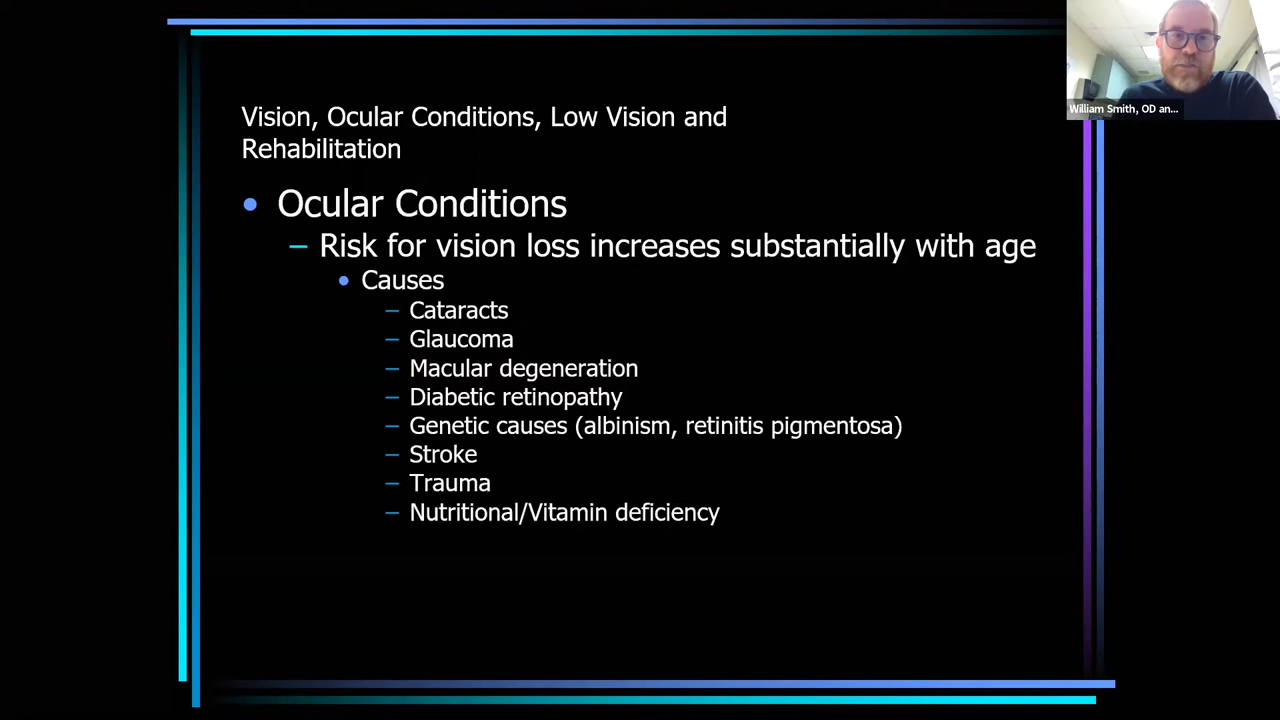 William Smith, OD an...
Vision, Ocular Conditions, Low Vision and
Rehabilitation
• Ocular Conditions
– Risk for vision loss increases substantially with age
• Causes
– Cataracts
– Glaucoma
– Macular degeneration
– Diabetic retinopathy
– Genetic causes (albinism, retinitis pigmentosa)
– Stroke
– Trauma
– Nutritional/Vitamin deficiency